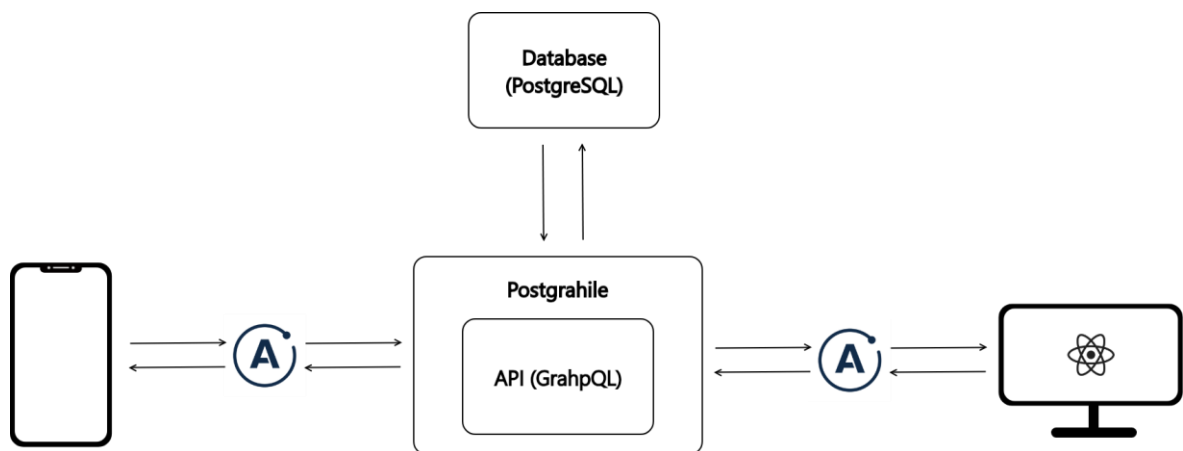 Database
(PostgreSQL)
Postgrahile
API (GrahpQL)
A
A